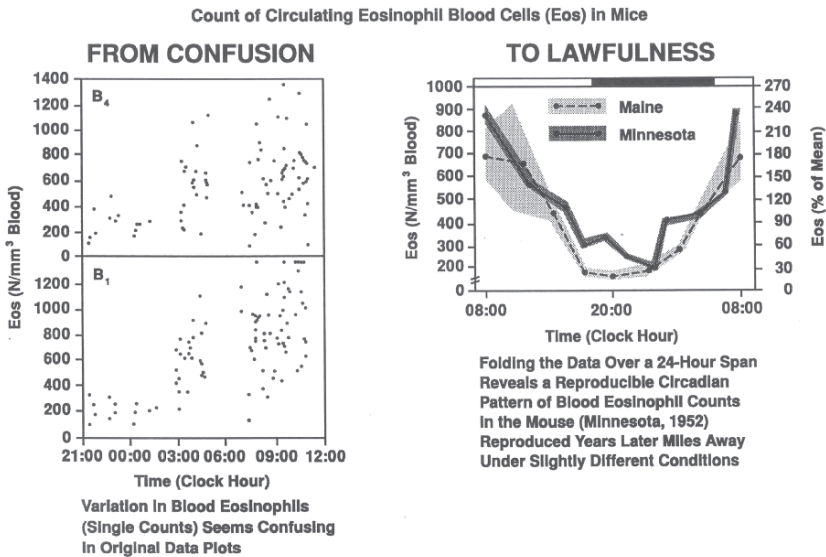 Count of Circulating Eosinophil Blood Cells (Eos) in Mice
FROM CONFUSION
Eos (N/mm³ Blood)
1400
1200
1000
800
600
400
200
0
B₄
1200
1000
800
600
400
200
0
B₁
21:00 00:00 03:00 06:00 09:00 12:00
Time (Clock Hour)
Variation in Blood Eosinophils
(Single Counts) Seems Confusing
in Original Data Plots
TO LAWFULNESS
Eos (N/mm³ Blood)
1000
900
800
700
600
500
400
300
200
0
Maine
Minnesota
270
240
210
180
150
120
90
60
30
0
Eos (% of Mean)
08:00 20:00 08:00
Time (Clock Hour)
Folding the Data Over a 24-Hour Span
Reveals a Reproducible Circadian
Pattern of Blood Eosinophil Counts
in the Mouse (Minnesota, 1952)
Reproduced Years Later Miles Away
Under Slightly Different Conditions